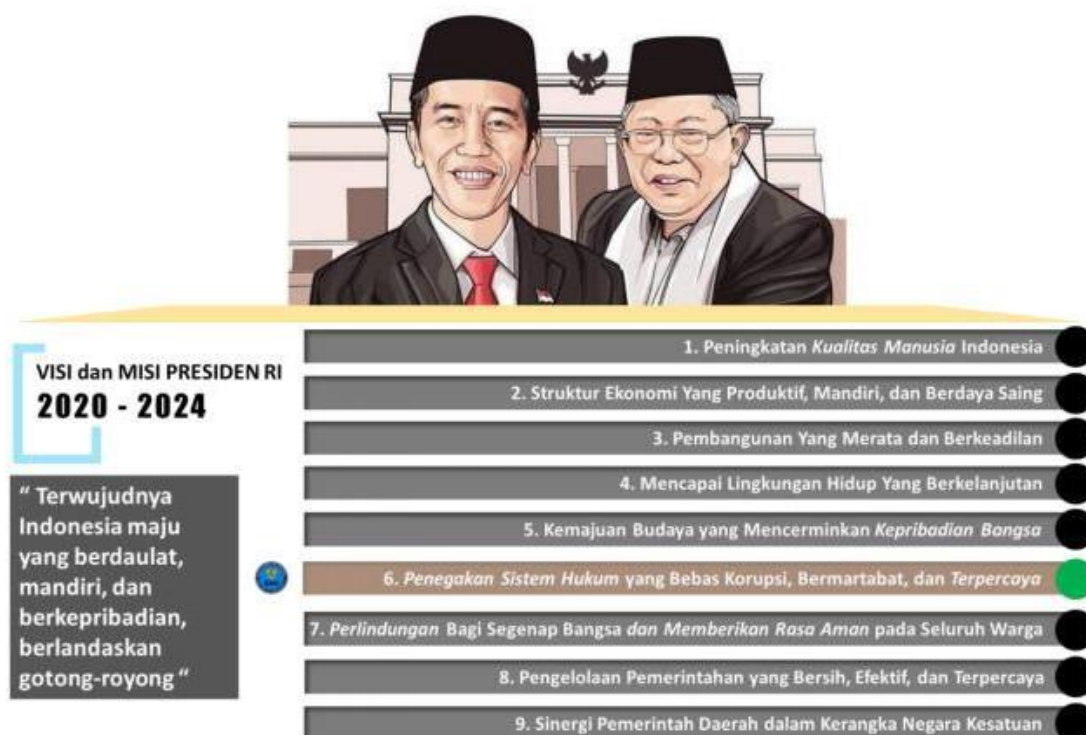 VISI dan MISI PRESIDEN RI
2020 - 2024
“ Terwujudnya
Indonesia maju
yang berdaulat,
mandiri, dan
berkepribadian,
berlandaskan
gotong-royong “
1. Peningkatan Kualitas Manusia Indonesia
2. Struktur Ekonomi Yang Produktif, Mandiri, dan Berdaya Saing
3. Pembangunan Yang Merata dan Berkeadilan
4. Mencapai Lingkungan Hidup Yang Berkelanjutan
5. Kemajuan Budaya yang Mencerminkan Kepribadian Bangsa
6. Penegakan Sistem Hukum yang Bebas Korupsi, Bermartabat, dan Terpercaya
7. Perlindungan Bagi Segenap Bangsa dan Memberikan Rasa Aman pada Seluruh Warga
8. Pengelolaan Pemerintahan yang Bersih, Efektif, dan Terpercaya
9. Sinergi Pemerintah Daerah dalam Kerangka Negara Kesatuan